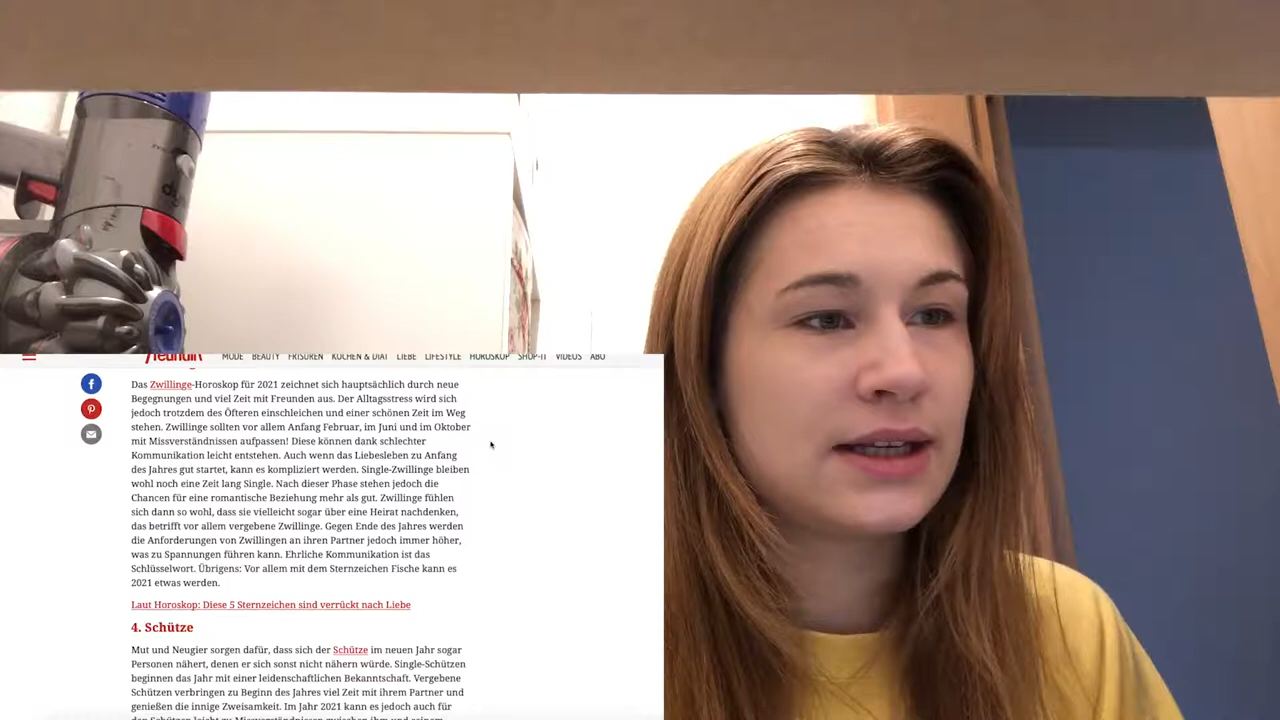 freundin MODE BEAUTY FRISUREN KOCHEN & DIÄT LIEBE LIFESTYLE HOROSKOP SHOP-IT VIDEOS ABO
Das Zwillinge-Horoskop für 2021 zeichnet sich hauptsächlich durch neue
Begegnungen und viel Zeit mit Freunden aus. Der Alltagsstress wird sich
jedoch trotzdem des Öfteren einschleichen und einer schönen Zeit im Weg
stehen. Zwillinge sollten vor allem Anfang Februar, im Juni und im Oktober
mit Missverständnissen aufpassen! Diese können dank schlechter
Kommunikation leicht entstehen. Auch wenn das Liebesleben zu Anfang
des Jahres gut startet, kann es kompliziert werden. Single-Zwillinge bleiben
wohl noch eine Zeit lang Single. Nach dieser Phase stehen jedoch die
Chancen für eine romantische Beziehung mehr als gut. Zwillinge fühlen
sich dann so wohl, dass sie vielleicht sogar über eine Heirat nachdenken,
das betrifft vor allem vergebene Zwillinge. Gegen Ende des Jahres werden
die Anforderungen von Zwillingen an ihren Partner jedoch immer höher,
was zu Spannungen führen kann. Ehrliche Kommunikation ist das
Schlüsselwort. Übrigens: Vor allem mit dem Sternzeichen Fische kann es
2021 etwas werden.
Laut Horoskop: Diese 5 Sternzeichen sind verrückt nach Liebe
4. Schütze
Mut und Neugier sorgen dafür, dass sich der Schütze im neuen Jahr sogar
Personen nähert, denen er sich sonst nicht nähern würde. Single-Schützen
beginnen das Jahr mit einer leidenschaftlichen Bekanntschaft. Vergebene
Schützen verbringen zu Beginn des Jahres viel Zeit mit ihrem Partner und
genießen die innige Zweisamkeit. Im Jahr 2021 kann es jedoch auch für
den Schützen leicht zu Missverständnissen zwischen ihm und seinem